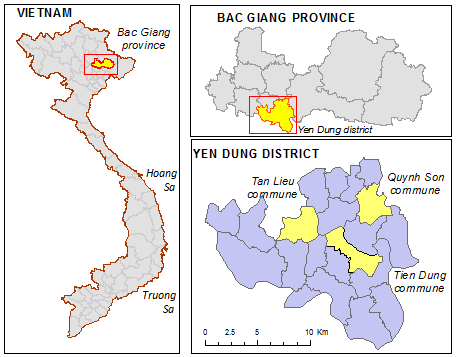 VIETNAM
Bac Giang
province
Hoang
Sa
Truong
Sa
BAC GIANG PROVINCE
Yen Dung district
YEN DUNG DISTRICT
Tan Lieu
commune
Quynh Son
commune
Tien Dung
commune
0 2.5 5 10 Km